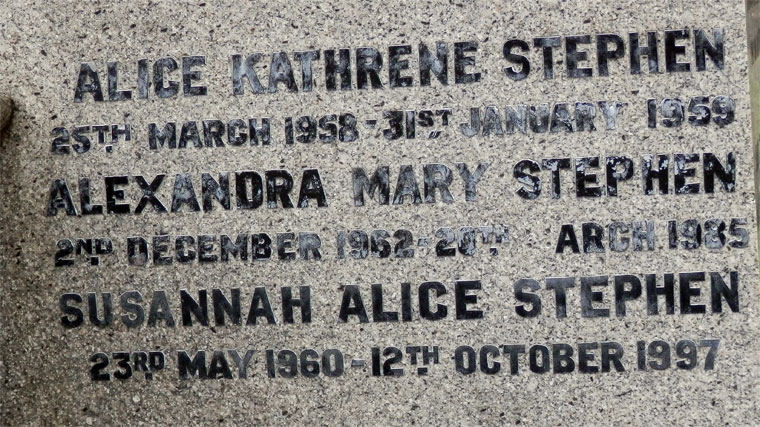 ALICE KATHRENE STEPHEN
25TH MARCH 1958-31ST JANUARY 1959
ALEXANDRA MARY STEPHEN
2ND DECEMBER 1962-20TH ARCH 1985
SUSANNAH ALICE STEPHEN
23RD MAY 1960-12TH OCTOBER 1997